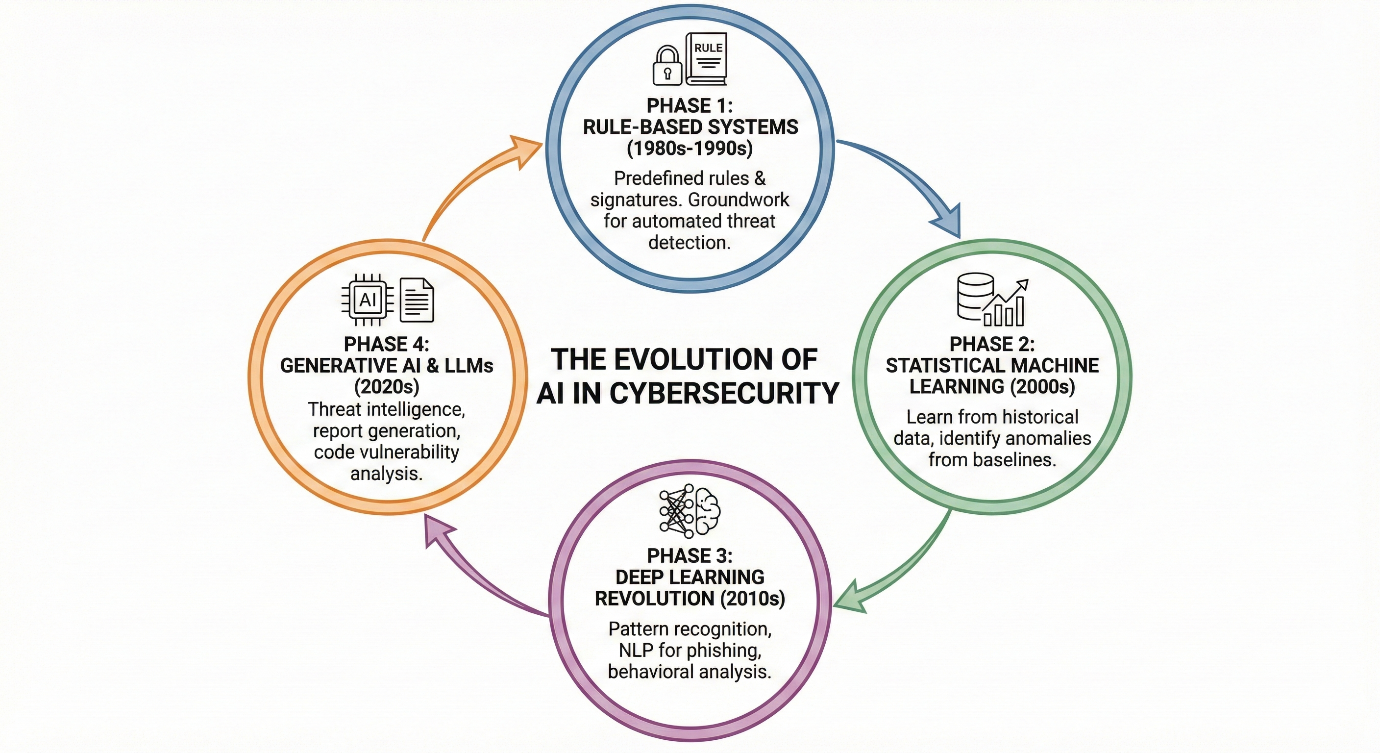 RULE
PHASE 1:
RULE-BASED SYSTEMS
(1980s-1990s)
Predefined rules &
signatures. Groundwork
for automated threat
detection.
AI
PHASE 4:
GENERATIVE AI & LLMs
(2020s)
Threat intelligence,
report generation,
code vulnerability
analysis.
THE EVOLUTION OF
AI IN CYBERSECURITY
PHASE 2:
STATISTICAL MACHINE
LEARNING (2000s)
Learn from historical
data, identify anomalies
from baselines.
PHASE 3:
DEEP LEARNING
REVOLUTION (2010s)
Pattern recognition,
NLP for phishing,
behavioral analysis.